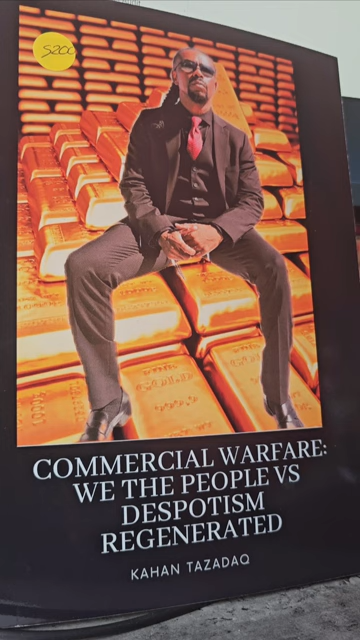 COMMERCIAL WARFARE:
WE THE PEOPLE VS
DESPOTISM
REGENERATED
KAHAN TAZADAQ